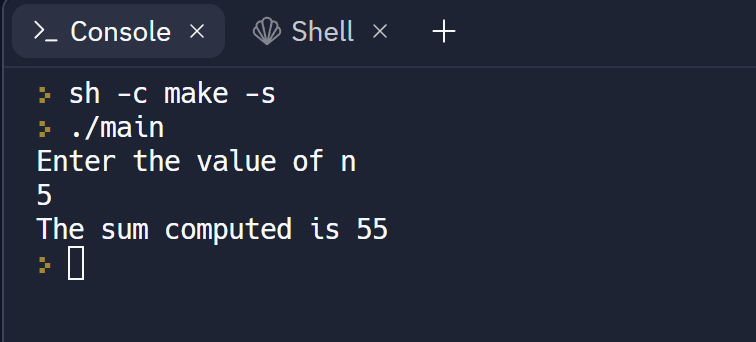 Console Shell
sh -c make -s
./main
Enter the value of n
5
The sum computed is 55